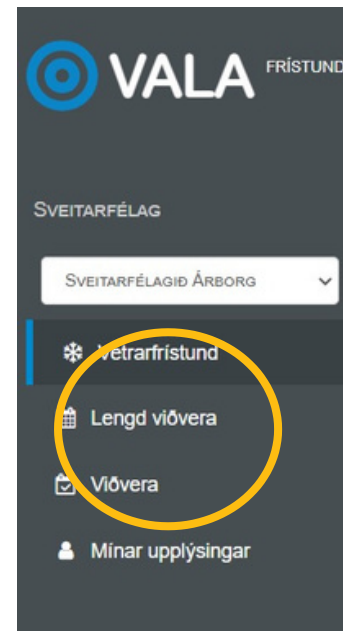 VALA FRÍSTUND
SVEITARFÉLAG
SVEITARFÉLAGIÐ ÁRBORG
Vetrarfrístund
Lengd viðvera
Viðvera
Mínar upplýsingar